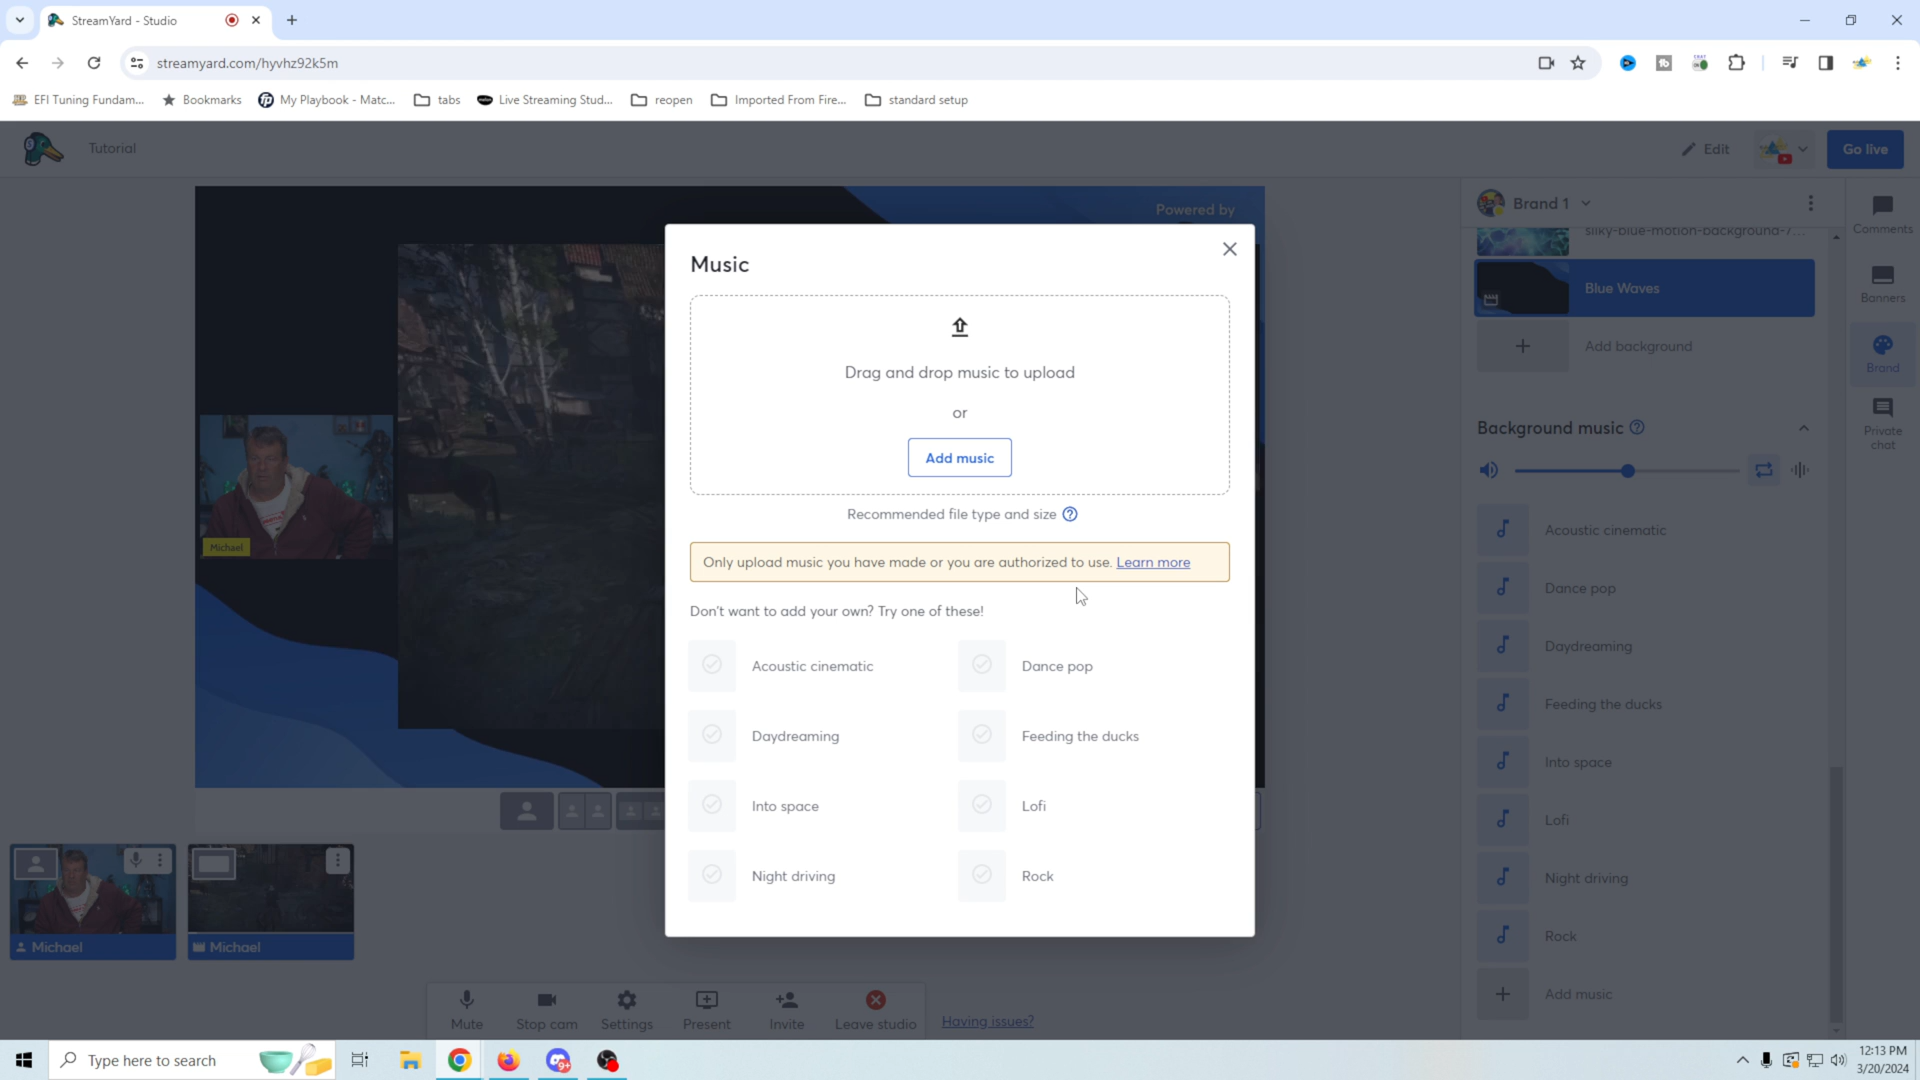 StreamYard - Studio
streamyard.com/hyvhz92k5m
EFI Tuning Fundam...
Bookmarks
My Playbook - Matc...
tabs
Live Streaming Stud...
reopen
Imported From Fire...
standard setup
Tutorial
Edit
Go live
Powered by
Michael
Music
Drag and drop music to upload
or
Add music
Recommended file type and size
Only upload music you have made or you are authorized to use. Learn more
Don't want to add your own? Try one of these!
Acoustic cinematic
Dance pop
Daydreaming
Feeding the ducks
Into space
Lofi
Night driving
Rock
Brand 1
silky-blue-motion-background-7...
Blue Waves
Add background
Background music
Acoustic cinematic
Dance pop
Daydreaming
Feeding the ducks
Into space
Lofi
Night driving
Rock
Add music
Comments
Banners
Brand
Private
chat
Michael
Michael
Mute
Stop cam
Settings
Present
Invite
Leave studio
Having issues?
Type here to search
9+
12:13 PM
3/20/2024